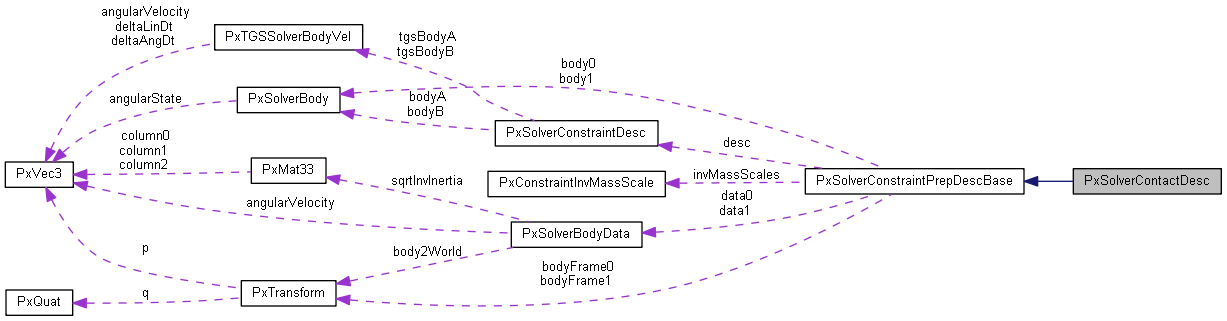 angularVelocity
deltaLinDt
deltaAngDt
PxTGSSolverBodyVel
tgsBodyA
tgsBodyB
body0
body1
angularState
PxSolverBody
bodyA
bodyB
PxSolverConstraintDesc
desc
column0
column1
column2
PxVec3
PxMat33
sqrtInvInertia
PxConstraintInvMassScale
invMassScales
PxSolverConstraintPrepDescBase
PxSolverContactDesc
angularVelocity
data0
data1
PxSolverBodyData
p
body2World
bodyFrame0
bodyFrame1
PxQuat
q
PxTransform